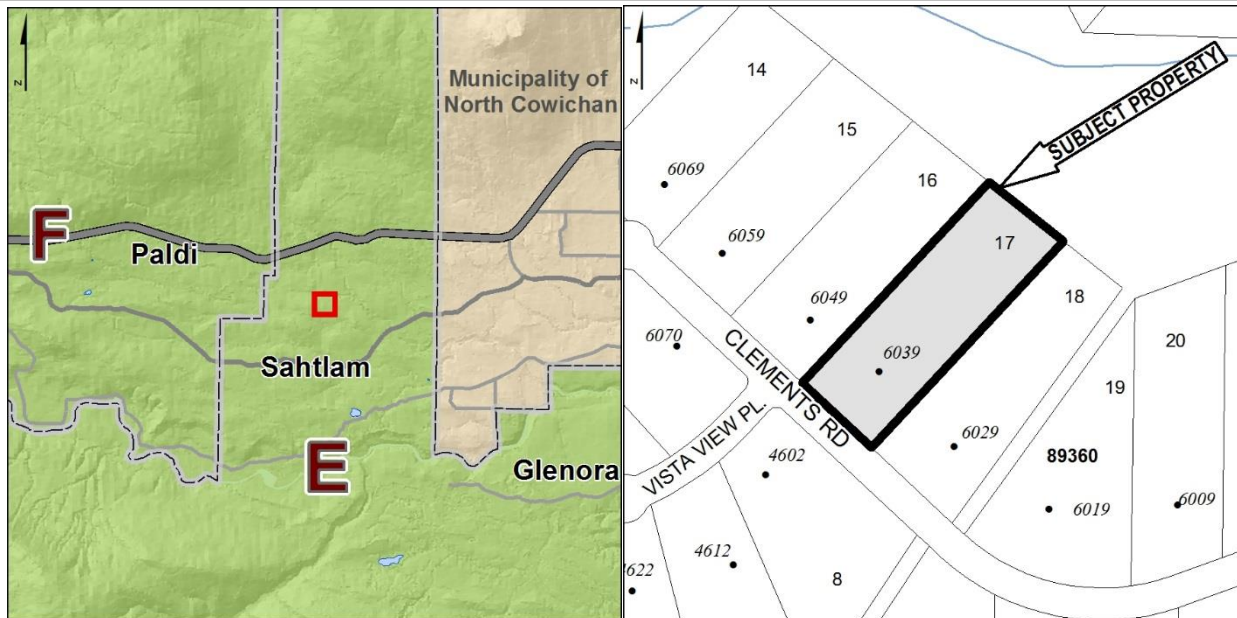 N
Municipality of
North Cowichan
F
Paldi
Sahtlam
E
Glenora
N
SUBJECT PROPERTY
14
15
16
17
18
19
20
6069
6059
6049
6039
6070
CLEMENTS RD
VISTA VIEW PL.
4602
6029
89360
6019
6009
4612
8